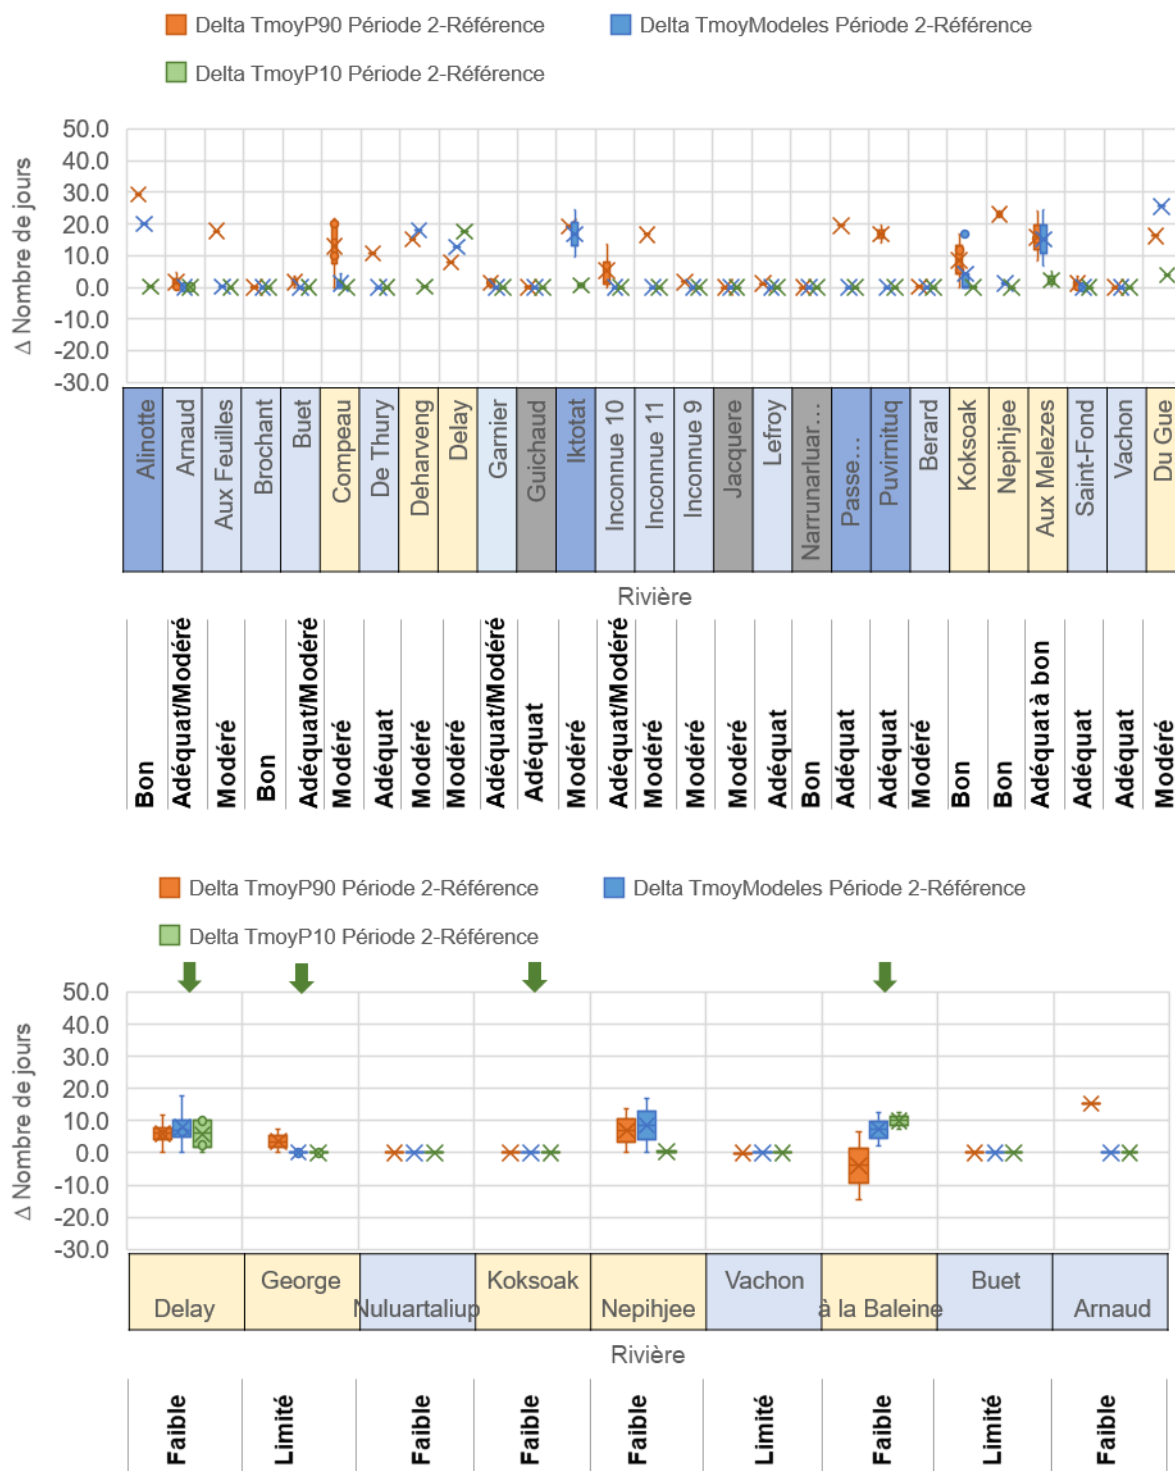 Delta TmoyP90 Période 2-Référence
Delta TmoyModeles Période 2-Référence
Delta TmoyP10 Période 2-Référence
Δ Nombre de jours
50.0
40.0
30.0
20.0
10.0
0.0
-10.0
-20.0
-30.0
Alinotte
Arnaud
Aux Feuilles
Brochant
Buet
Compeau
De Thury
Deharveng
Delay
Garnier
Guichaud
Iktotat
Inconnue 10
Inconnue 11
Inconnue 9
Jacquere
Lefroy
Narrunarluar…
Passe…
Puvirnituq
Berard
Koksoak
Nepihjee
Aux Melezes
Saint-Fond
Vachon
Du Gue
Rivière
Bon
Adéquat/Modéré
Modéré
Bon
Adéquat/Modéré
Modéré
Adéquat
Modéré
Modéré
Adéquat/Modéré
Adéquat
Modéré
Adéquat/Modéré
Modéré
Modéré
Modéré
Adéquat
Bon
Adéquat
Adéquat
Modéré
Bon
Bon
Adéquat à bon
Adéquat
Adéquat
Modéré
Delta TmoyP90 Période 2-Référence
Delta TmoyModeles Période 2-Référence
Delta TmoyP10 Période 2-Référence
Δ Nombre de jours
50.0
40.0
30.0
20.0
10.0
0.0
-10.0
-20.0
-30.0
Delay
George
Nuluartaliup
Koksoak
Nepihjee
Vachon
à la Baleine
Buet
Arnaud
Rivière
Faible
Limité
Faible
Faible
Faible
Limité
Faible
Limité
Faible